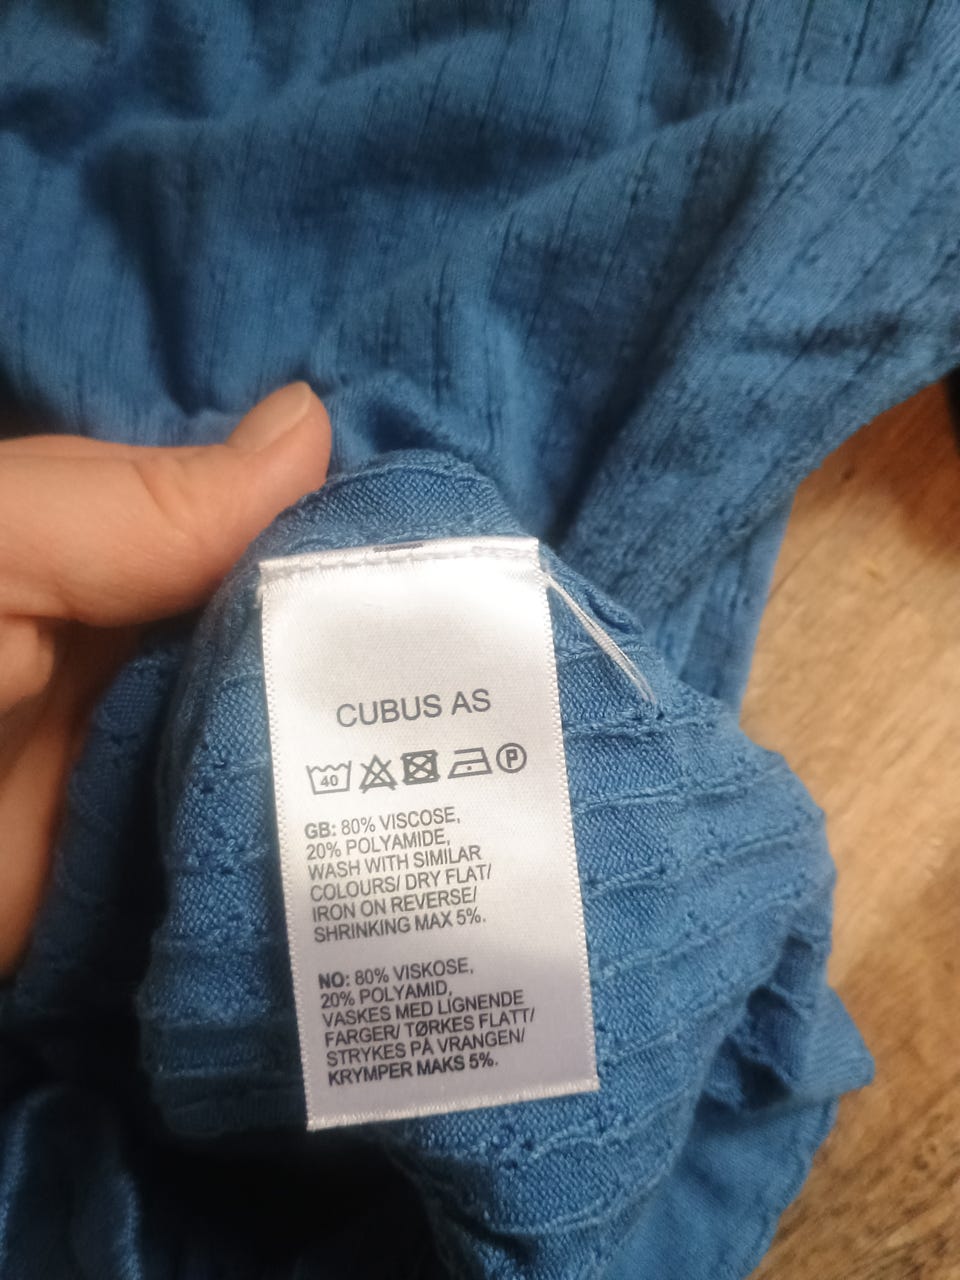 CUBUS AS
40 P
GB: 80% VISCOSE,
20% POLYAMIDE,
WASH WITH SIMILAR
COLOURS/ DRY FLAT/
IRON ON REVERSE/
SHRINKING MAX 5%.
NO: 80% VISKOSE,
20% POLYAMID,
VASKES MED LIGNENDE
FARGER/ TØRKES FLATT/
STRYKES PÅ VRANGEN/
KRYMPER MAKS 5%.